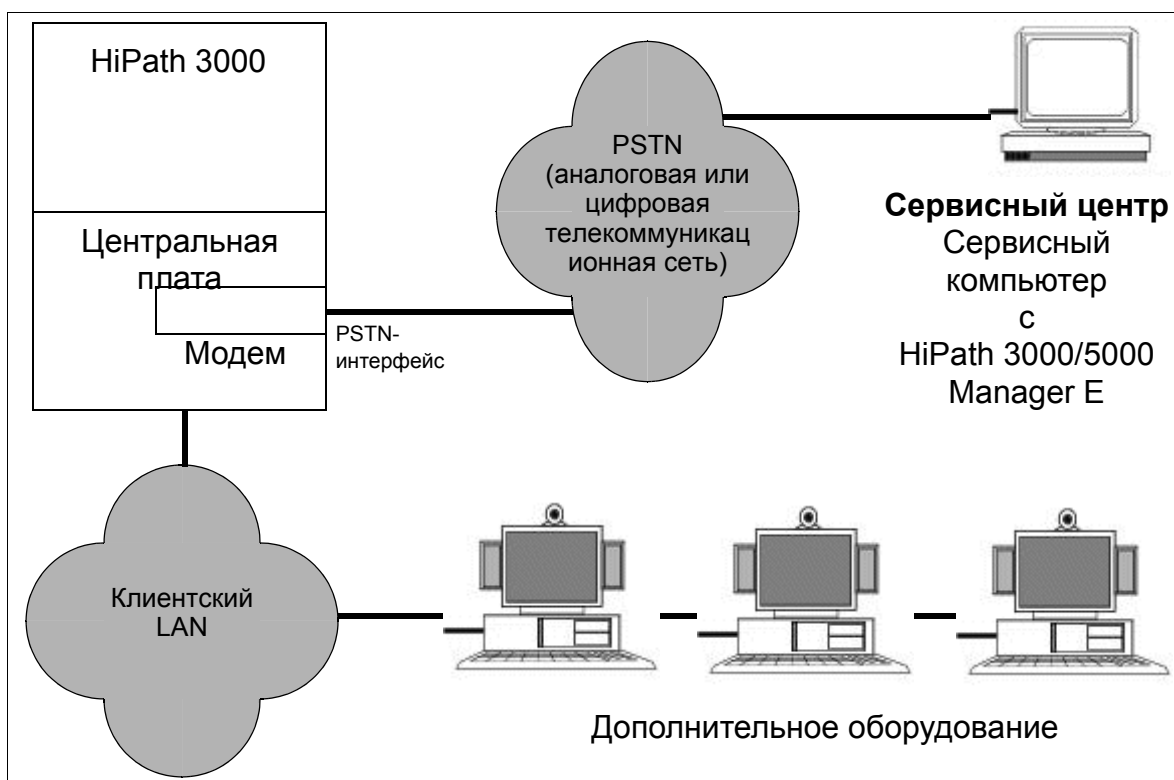 HiPath 3000
Центральная
плата
Модем
PSTN-
интерфейс
PSTN
(аналоговая или
цифровая
телекоммуникац
ионная сеть)
Сервисный центр
Сервисный
компьютер
с
HiPath 3000/5000
Manager E
Клиентский
LAN
Дополнительное оборудование